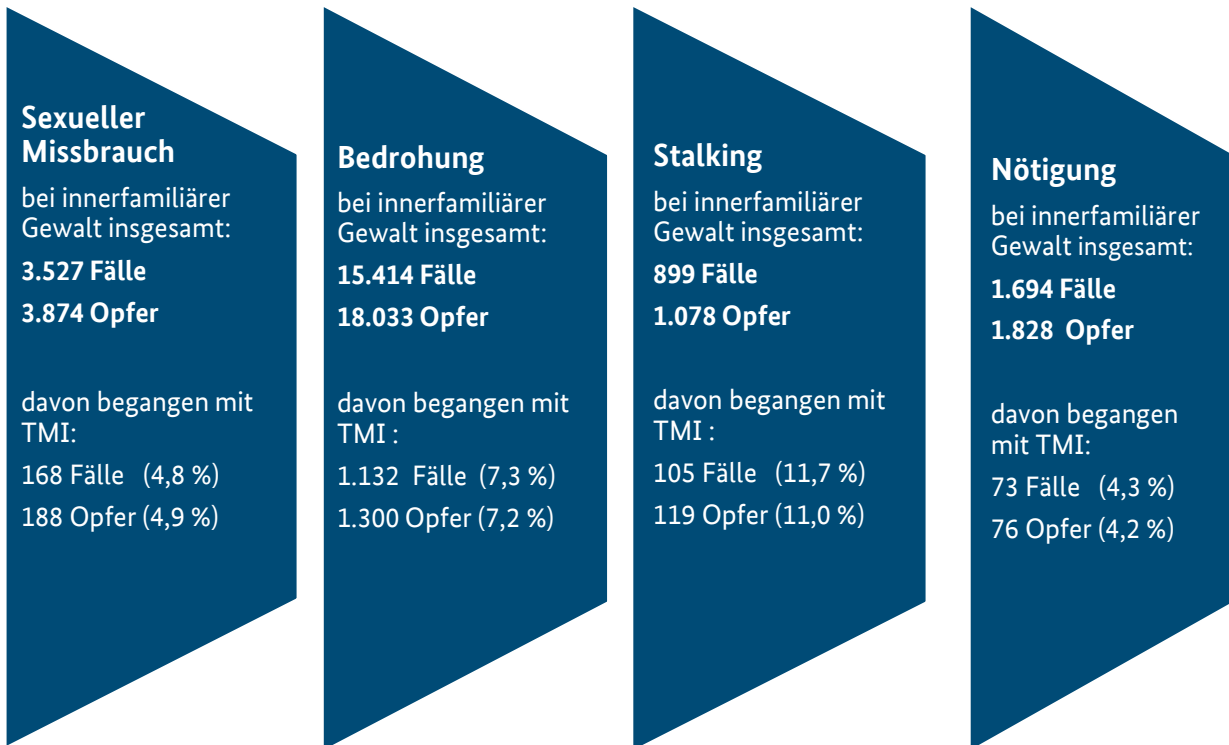 Sexueller
Missbrauch
bei innerfamiliärer
Gewalt insgesamt:
3.527 Fälle
3.874 Opfer
davon begangen mit
TMI:
168 Fälle (4,8 %)
188 Opfer (4,9 %)
Bedrohung
bei innerfamiliärer
Gewalt insgesamt:
15.414 Fälle
18.033 Opfer
davon begangen mit
TMI :
1.132 Fälle (7,3 %)
1.300 Opfer (7,2 %)
Stalking
bei innerfamiliärer
Gewalt insgesamt:
899 Fälle
1.078 Opfer
davon begangen mit
TMI :
105 Fälle (11,7 %)
119 Opfer (11,0 %)
Nötigung
bei innerfamiliärer
Gewalt insgesamt:
1.694 Fälle
1.828 Opfer
davon begangen
mit TMI:
73 Fälle (4,3 %)
76 Opfer (4,2 %)